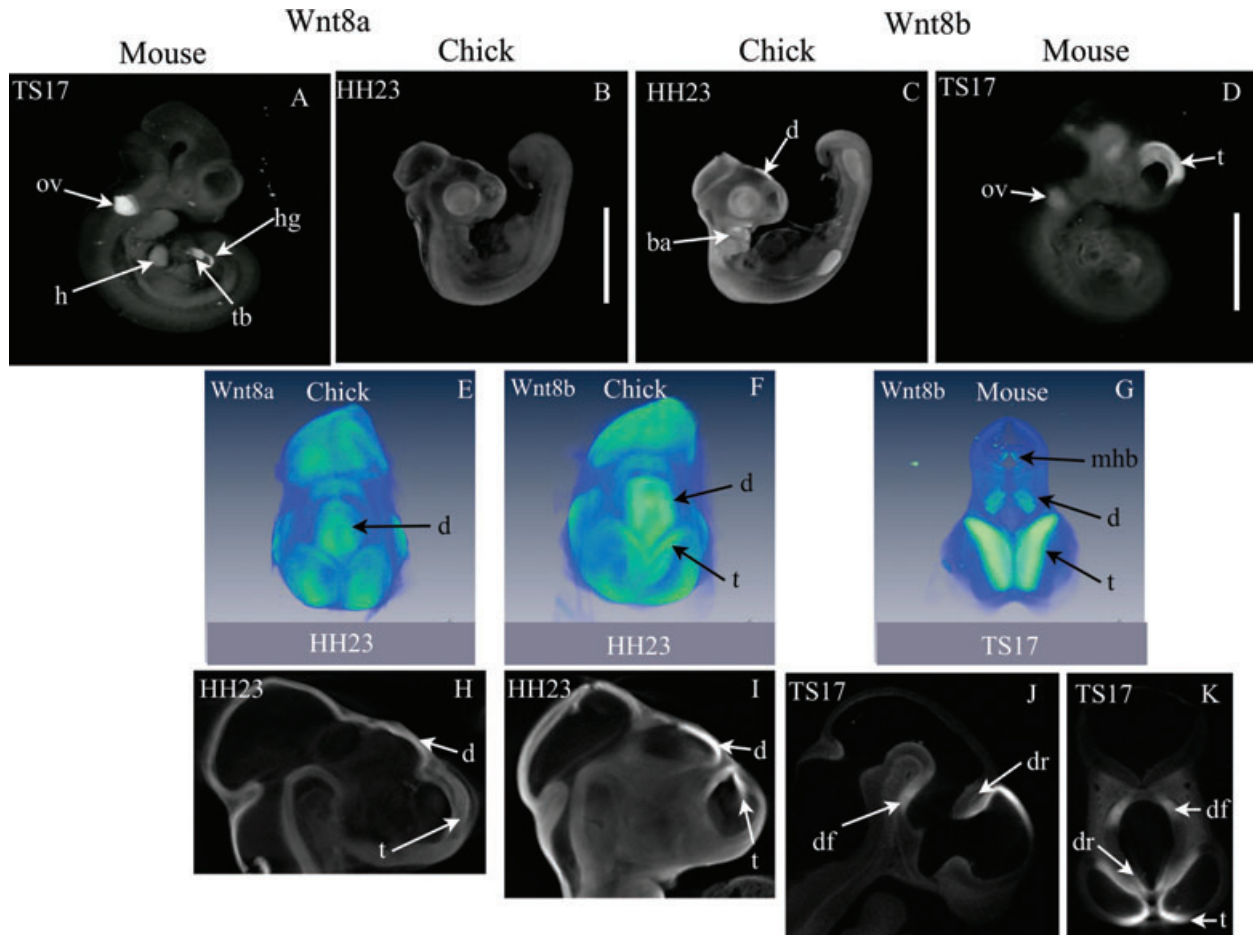 Wnt8a
Wnt8b
Mouse
Chick
Chick
Mouse
TS17
A
ov
h
hg
tb
HH23
B
HH23
C
d
ba
TS17
D
t
ov
Wnt8a Chick E
d
HH23
Wnt8b Chick F
d
t
HH23
Wnt8b Mouse G
mhb
d
t
TS17
HH23
H
d
t
HH23
I
d
t
TS17
J
dr
df
TS17
K
df
dr
t